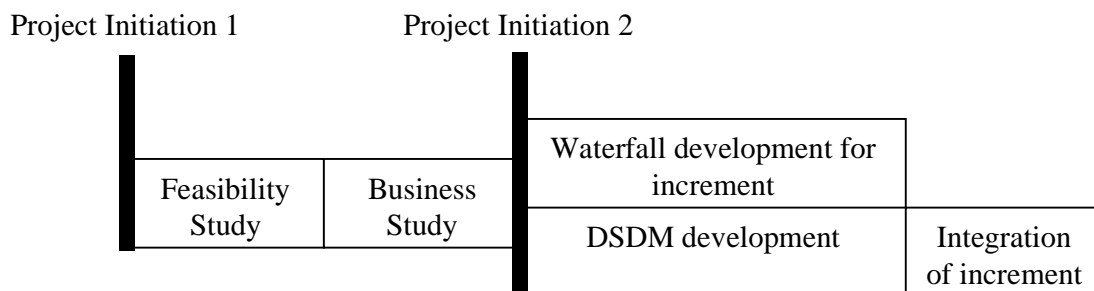 Project Initiation 1
Project Initiation 2
Waterfall development for
increment
Feasibility
Study
Business
Study
DSDM development
Integration
of increment